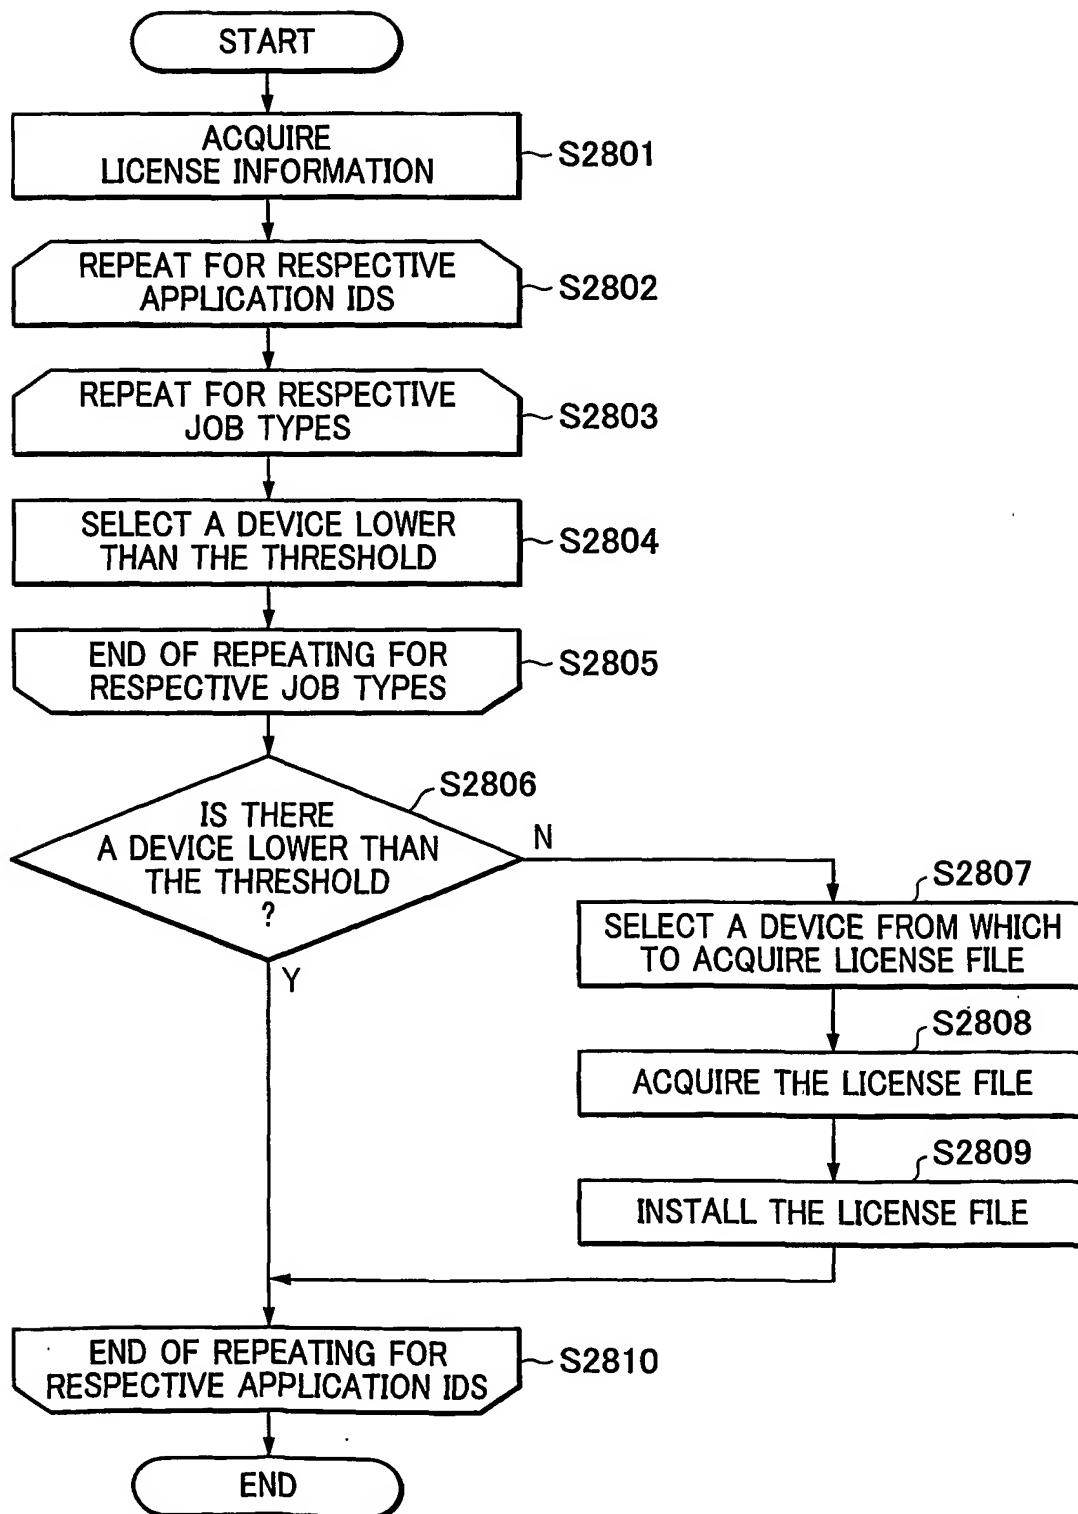 START
ACQUIRE
LICENSE INFORMATION
S2801
REPEAT FOR RESPECTIVE
APPLICATION IDS
S2802
REPEAT FOR RESPECTIVE
JOB TYPES
S2803
SELECT A DEVICE LOWER
THAN THE THRESHOLD
S2804
END OF REPEATING FOR
RESPECTIVE JOB TYPES
S2805
S2806
IS THERE
A DEVICE LOWER THAN
THE THRESHOLD
?
N
Y
S2807
SELECT A DEVICE FROM WHICH
TO ACQUIRE LICENSE FILE
S2808
ACQUIRE THE LICENSE FILE
S2809
INSTALL THE LICENSE FILE
END OF REPEATING FOR
RESPECTIVE APPLICATION IDS
S2810
END